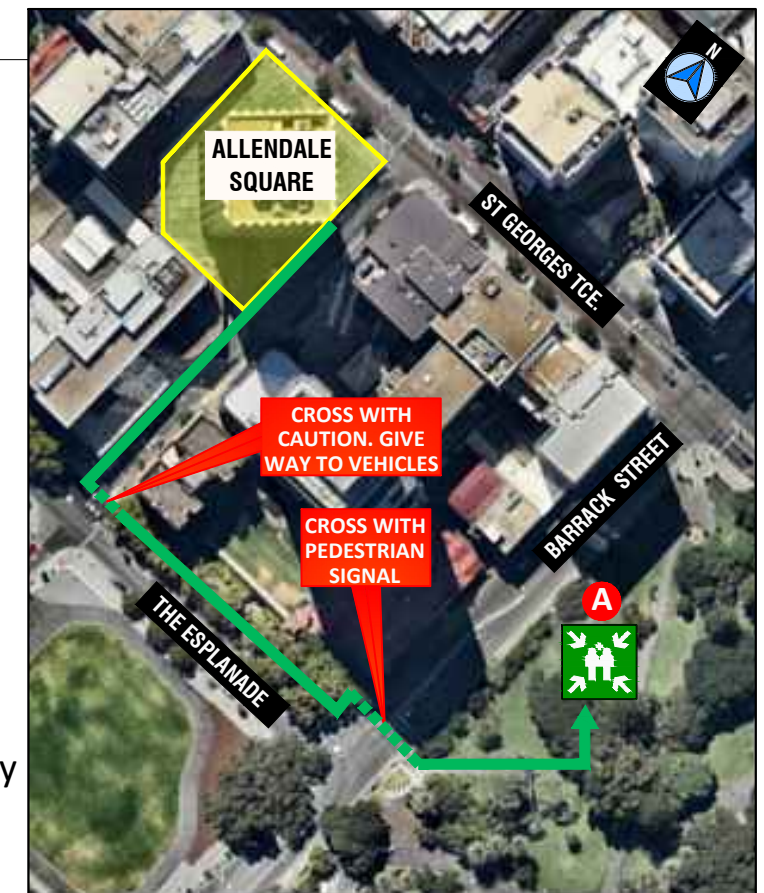 N
ALLENDALE
SQUARE
ST GEORGES TCE.
CROSS WITH
CAUTION. GIVE
WAY TO VEHICLES
BARRACK STREET
CROSS WITH
PEDESTRIAN
SIGNAL
A
THE ESPLANADE
y